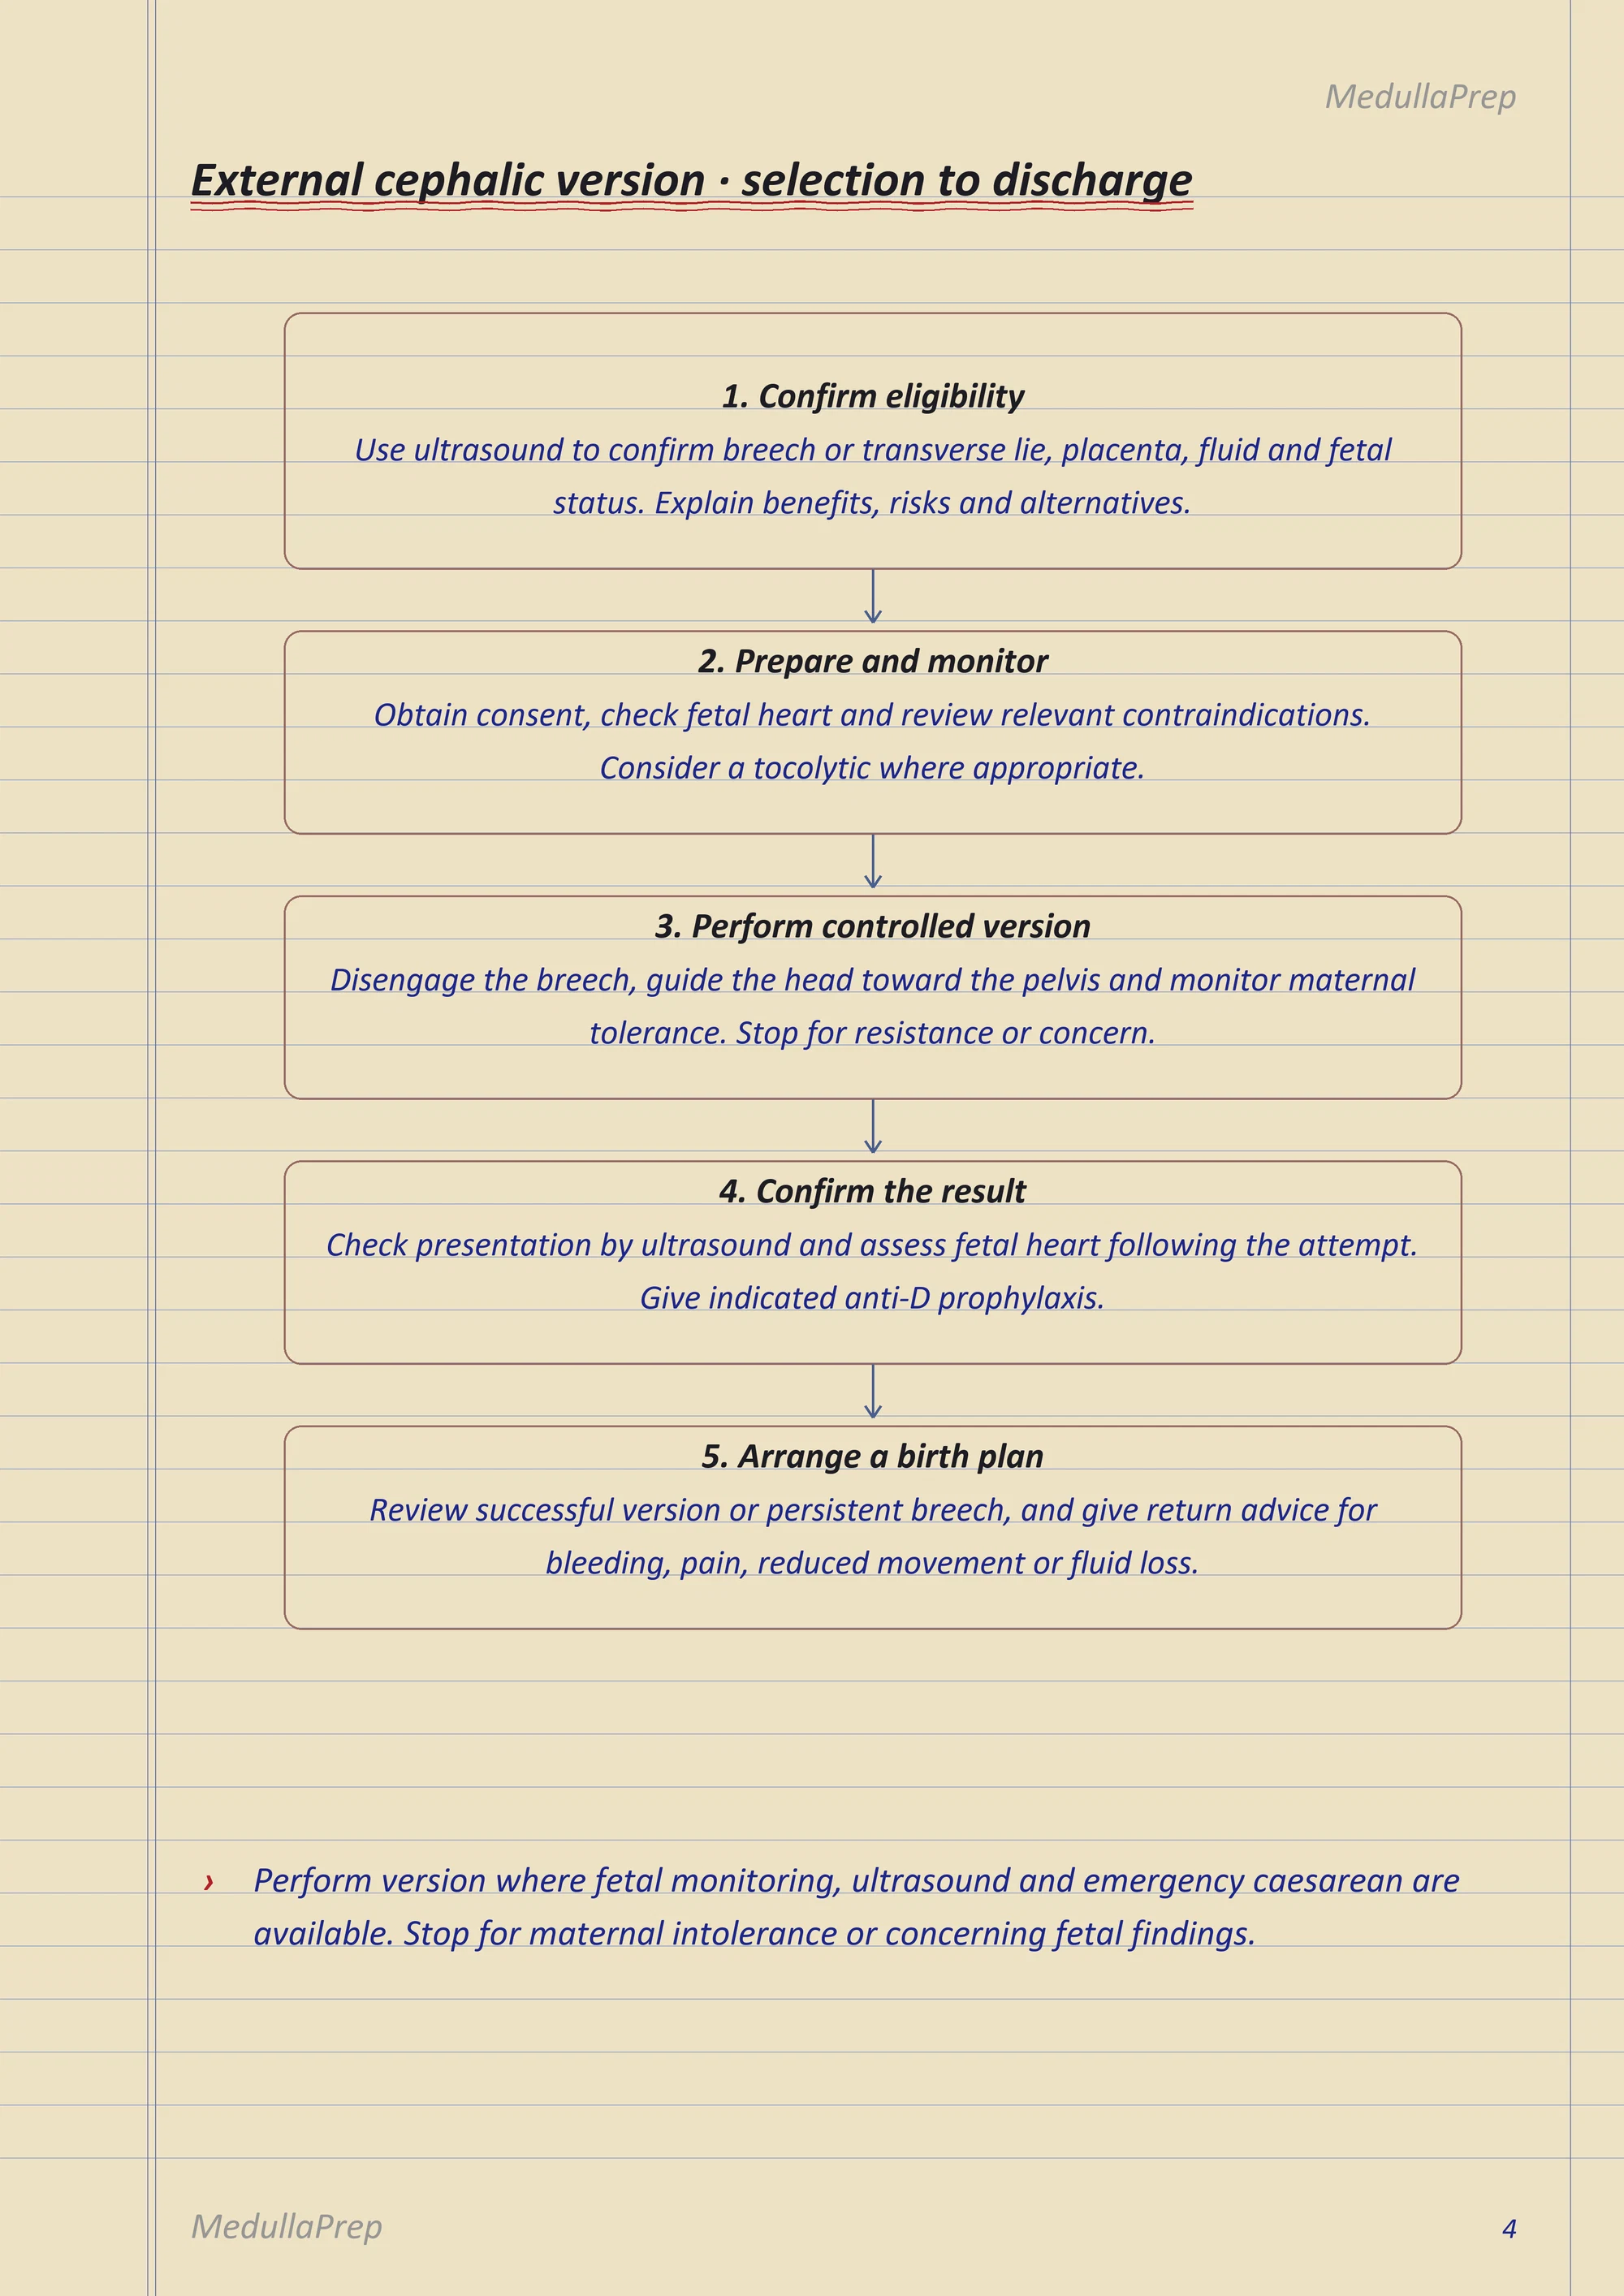 MedullaPrep
External cephalic version · selection to discharge
1. Confirm eligibility
Use ultrasound to confirm breech or transverse lie, placenta, fluid and fetal
status. Explain benefits, risks and alternatives.
2. Prepare and monitor
Obtain consent, check fetal heart and review relevant contraindications.
Consider a tocolytic where appropriate.
3. Perform controlled version
Disengage the breech, guide the head toward the pelvis and monitor maternal
tolerance. Stop for resistance or concern.
4. Confirm the result
Check presentation by ultrasound and assess fetal heart following the attempt.
Give indicated anti-D prophylaxis.
5. Arrange a birth plan
Review successful version or persistent breech, and give return advice for
bleeding, pain, reduced movement or fluid loss.
› Perform version where fetal monitoring, ultrasound and emergency caesarean are
available. Stop for maternal intolerance or concerning fetal findings.
MedullaPrep
4